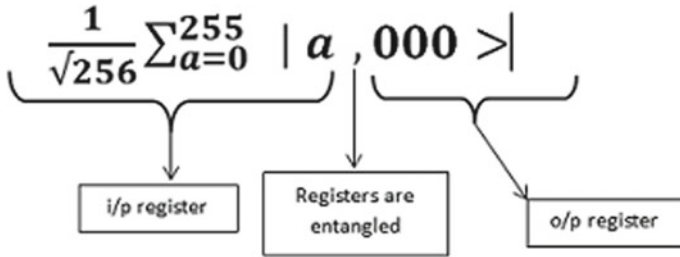 1/√256 ∑_{a=0}^{255} | a , 000 >|
i/p register
Registers are
entangled
o/p register